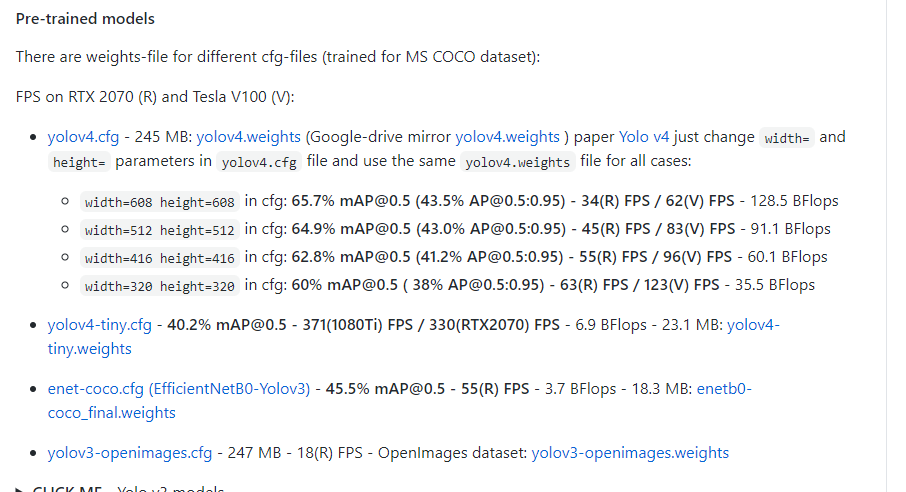 Pre-trained models
There are weights-file for different cfg-files (trained for MS COCO dataset):
FPS on RTX 2070 (R) and Tesla V100 (V):
yolov4.cfg - 245 MB: yolov4.weights (Google-drive mirror yolov4.weights ) paper Yolo v4 just change width= and
height= parameters in yolov4.cfg file and use the same yolov4.weights file for all cases:
width=608 height=608 in cfg: 65.7% mAP@0.5 (43.5% AP@0.5:0.95) - 34(R) FPS / 62(V) FPS - 128.5 BFlops
width=512 height=512 in cfg: 64.9% mAP@0.5 (43.0% AP@0.5:0.95) - 45(R) FPS / 83(V) FPS - 91.1 BFlops
width=416 height=416 in cfg: 62.8% mAP@0.5 (41.2% AP@0.5:0.95) - 55(R) FPS / 96(V) FPS - 60.1 BFlops
width=320 height=320 in cfg: 60% mAP@0.5 ( 38% AP@0.5:0.95) - 63(R) FPS / 123(V) FPS - 35.5 BFlops
yolov4-tiny.cfg - 40.2% mAP@0.5 - 371(1080Ti) FPS / 330(RTX2070) FPS - 6.9 BFlops - 23.1 MB: yolov4-
tiny.weights
enet-coco.cfg (EfficientNetB0-Yolov3) - 45.5% mAP@0.5 - 55(R) FPS - 3.7 BFlops - 18.3 MB: enetb0-
coco_final.weights
yolov3-openimages.cfg - 247 MB - 18(R) FPS - OpenImages dataset: yolov3-openimages.weights
CLICK ME - Yolo v3 models